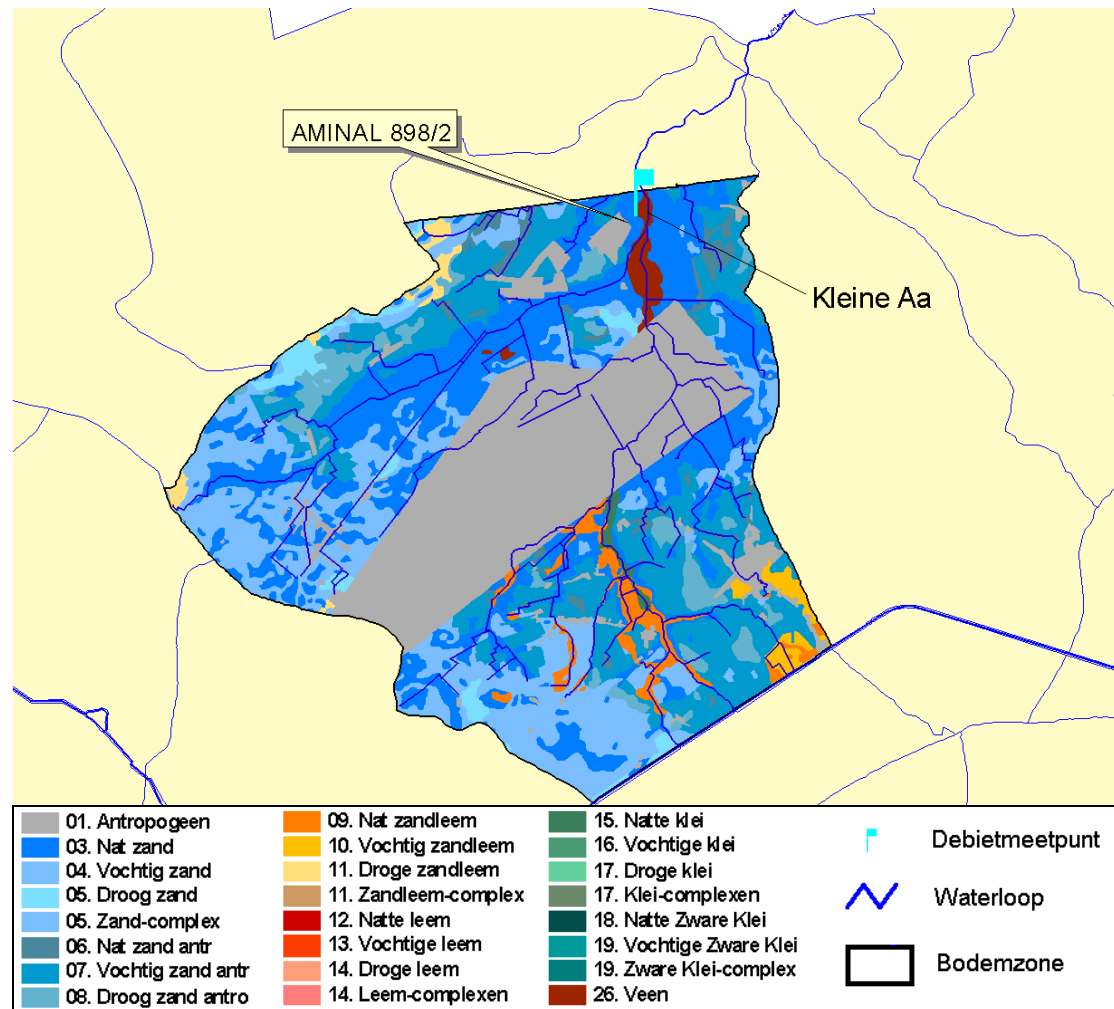 AMINAL 898/2
Kleine Aa
01. Antropogeen
03. Nat zand
04. Vochtig zand
05. Droog zand
05. Zand-complex
06. Nat zand antr
07. Vochtig zand antr
08. Droog zand antro
09. Nat zandleem
10. Vochtig zandleem
11. Droge zandleem
11. Zandleem-complex
12. Natte leem
13. Vochtige leem
14. Droge leem
14. Leem-complexen
15. Natte klei
16. Vochtige klei
17. Droge klei
17. Klei-complexen
18. Natte Zware Klei
19. Vochtige Zware Klei
19. Zware Klei-complex
26. Veen
Debietmeetpunt
Waterloop
Bodemzone